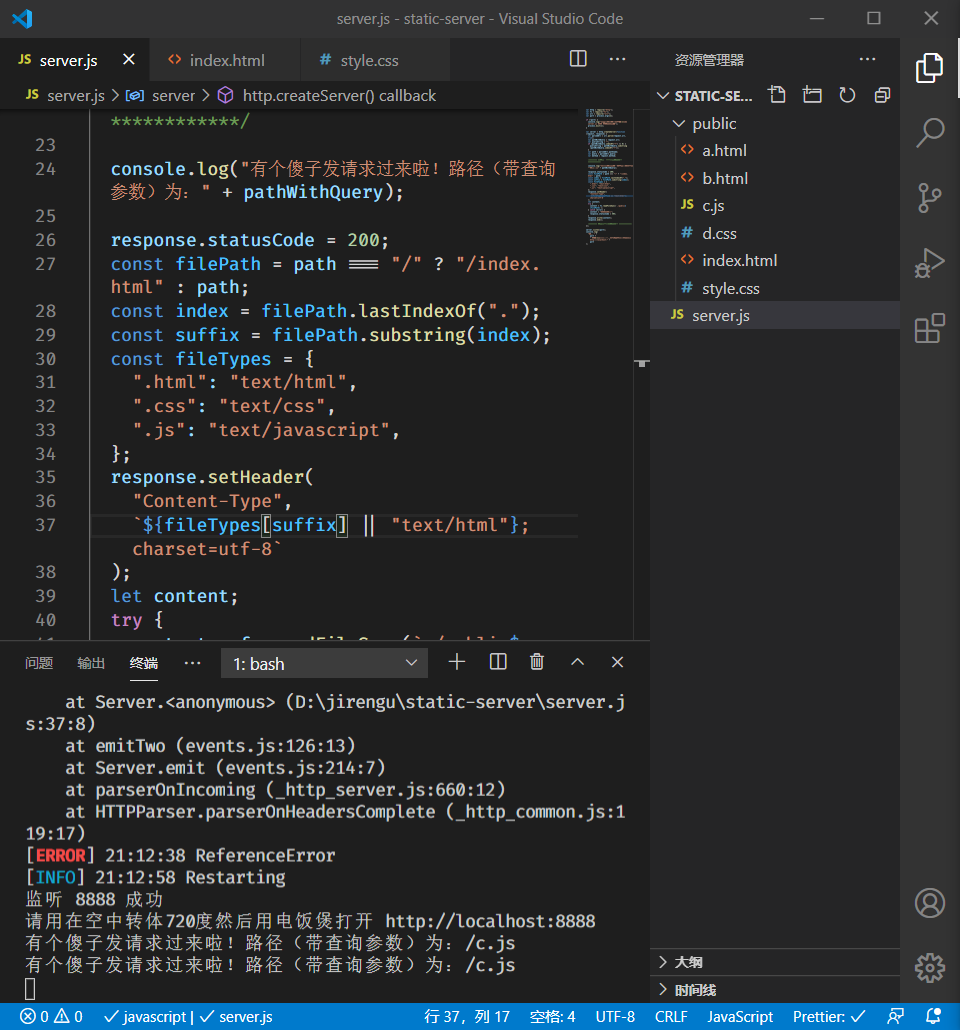 server.js - static-server - Visual Studio Code
JS server.js
<> index.html
# style.css
JS server.js > server > http.createServer() callback
************/
23
24 console.log("有个傻子发请求过来啦！路径（带查询
参数）为：" + pathWithQuery);
25
26 response.statusCode = 200;
27 const filePath = path === "/" ? "/index.
html" : path;
28 const index = filePath.lastIndexOf(".");
29 const suffix = filePath.substring(index);
30 const fileTypes = {
31 ".html": "text/html",
32 ".css": "text/css",
33 ".js": "text/javascript",
34 };
35 response.setHeader(
36 "Content-Type",
37 `${fileTypes[suffix] || "text/html"};
charset=utf-8`
38 );
39 let content;
40 try {
资源管理器
STATIC-SE...
public
<> a.html
<> b.html
JS c.js
# d.css
<> index.html
# style.css
JS server.js
大纲
时间线
问题
输出
终端
1: bash
at Server.<anonymous> (D:\jirengu\static-server\server.j
s:37:8)
at emitTwo (events.js:126:13)
at Server.emit (events.js:214:7)
at parserOnIncoming (_http_server.js:660:12)
at HTTPParser.parserOnHeadersComplete (_http_common.js:1
19:17)
[ERROR] 21:12:38 ReferenceError
[INFO] 21:12:58 Restarting
监听 8888 成功
请用在空中转体720度然后用电饭煲打开 http://localhost:8888
有个傻子发请求过来啦！路径（带查询参数）为：/c.js
有个傻子发请求过来啦！路径（带查询参数）为：/c.js
0 0 javascript | server.js 行 37，列 17 空格: 4 UTF-8 CRLF JavaScript Prettier: